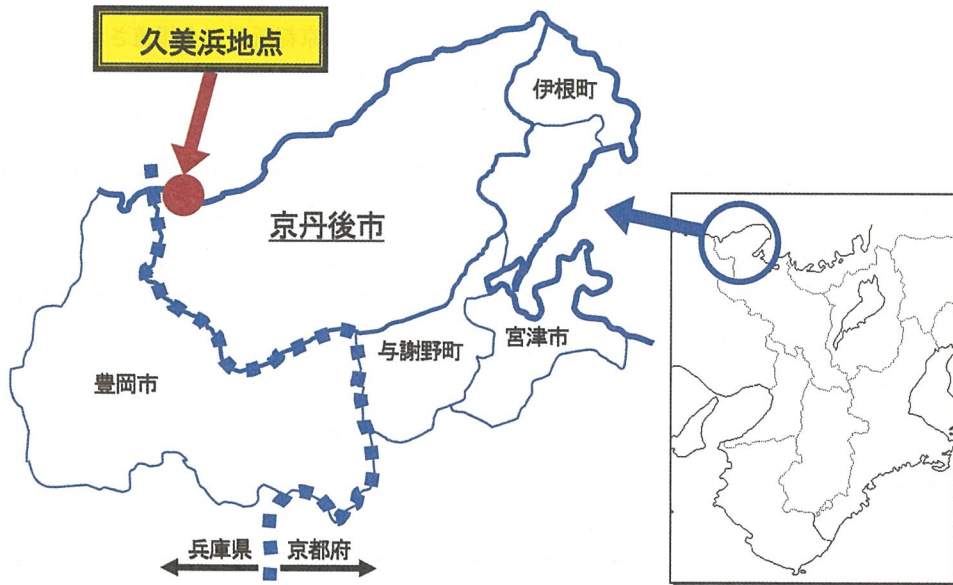 久美浜地点
伊根町
京丹後市
与謝野町
宮津市
豊岡市
兵庫県
京都府